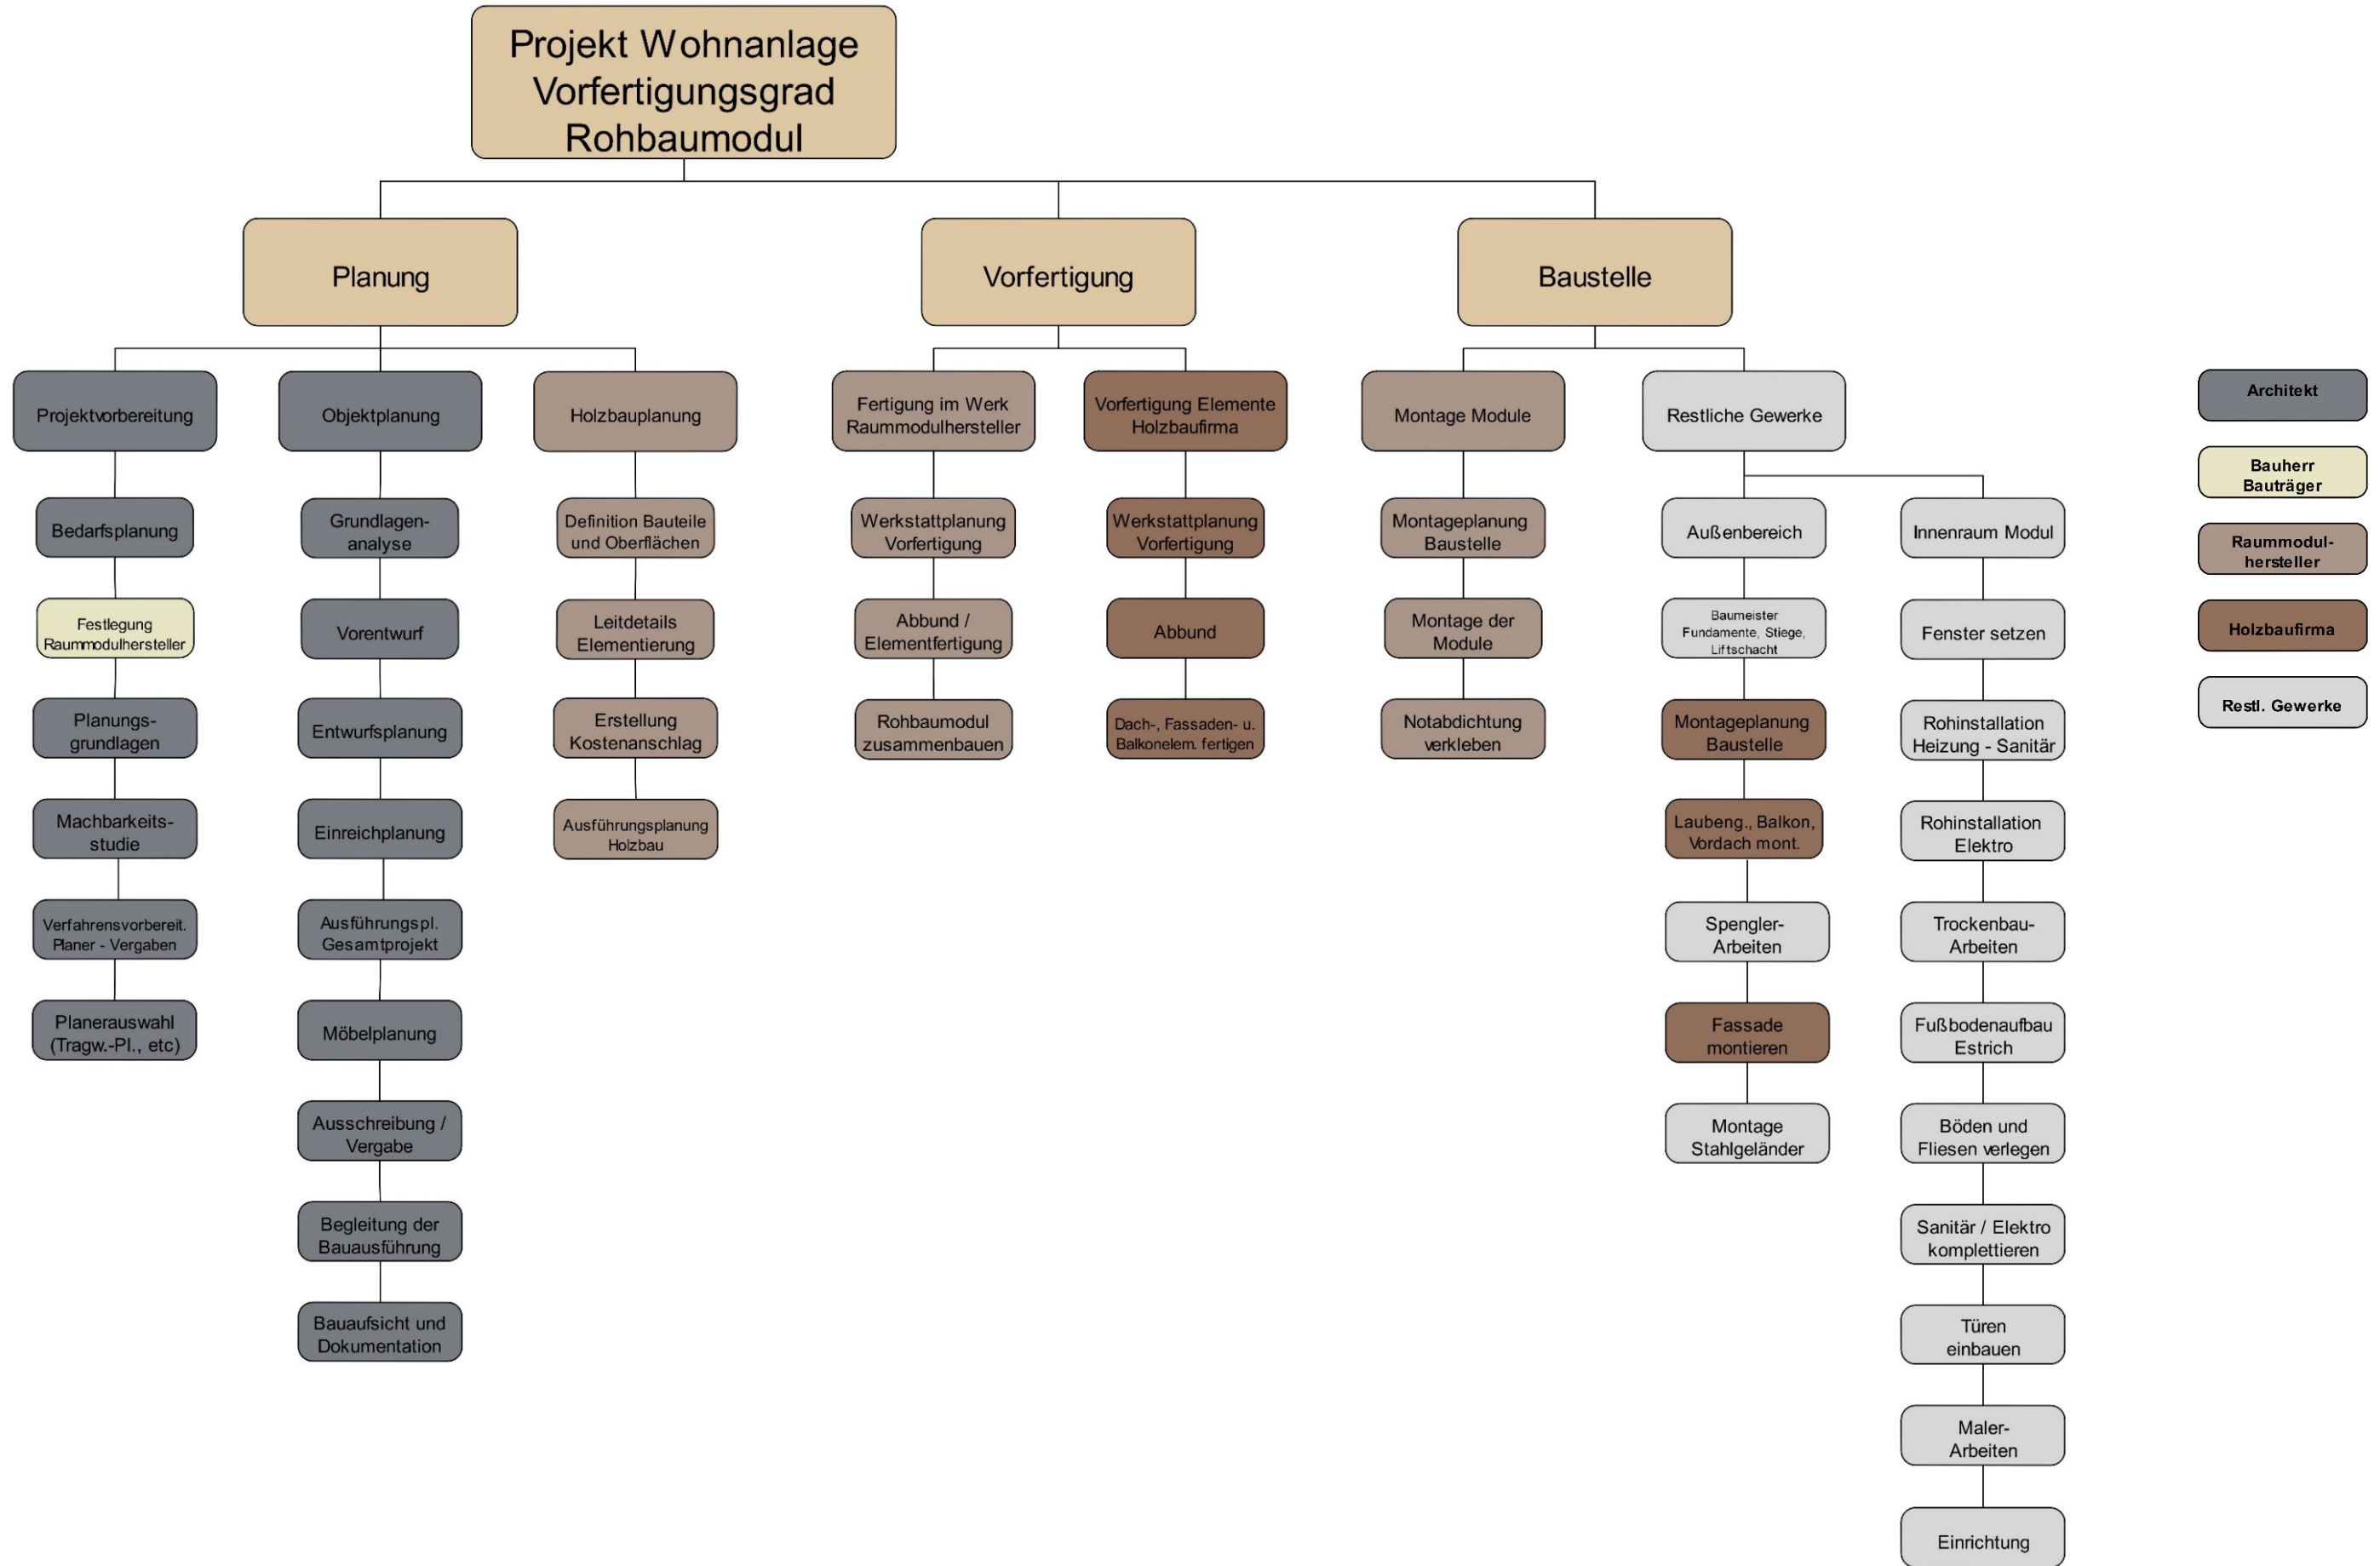 Projekt Wohnanlage
Vorfertigungsgrad
Rohbaumodul
Planung
Vorfertigung
Baustelle
Projektvorbereitung
Bedarfsplanung
Festlegung
Raummodulhersteller
Planungs-
grundlagen
Machbarkeits-
studie
Verfahrensvorbereit.
Planer - Vergaben
Planerauswahl
(Tragw.-Pl., etc)
Objektplanung
Grundlagen-
analyse
Vorentwurf
Entwurfsplanung
Einreichplanung
Ausführungspl.
Gesamtprojekt
Möbelplanung
Ausschreibung /
Vergabe
Begleitung der
Bauausführung
Bauaufsicht und
Dokumentation
Holzbauplanung
Definition Bauteile
und Oberflächen
Leitdetails
Elementierung
Erstellung
Kostenanschlag
Ausführungsplanung
Holzbau
Fertigung im Werk
Raummodulhersteller
Werkstattplanung
Vorfertigung
Abbund /
Elementfertigung
Rohbaumodul
zusammenbauen
Vorfertigung Elemente
Holzbaufirma
Werkstattplanung
Vorfertigung
Abbund
Dach-, Fassaden- u.
Balkonelem. fertigen
Montage Module
Montageplanung
Baustelle
Montage der
Module
Notabdichtung
verkleben
Restliche Gewerke
Außenbereich
Baumeister
Fundamente, Stiege,
Liftschacht
Montageplanung
Baustelle
Laubeng., Balkon,
Vordach mont.
Spengler-
Arbeiten
Fassade
montieren
Montage
Stahlgeländer
Innenraum Modul
Fenster setzen
Rohinstallation
Heizung - Sanitär
Rohinstallation
Elektro
Trockenbau-
Arbeiten
Fußbodenaufbau
Estrich
Böden und
Fliesen verlegen
Sanitär / Elektro
komplettieren
Türen
einbauen
Maler-
Arbeiten
Einrichtung
Architekt
Bauherr
Bauträger
Raummodul-
hersteller
Holzbaufirma
Restl. Gewerke